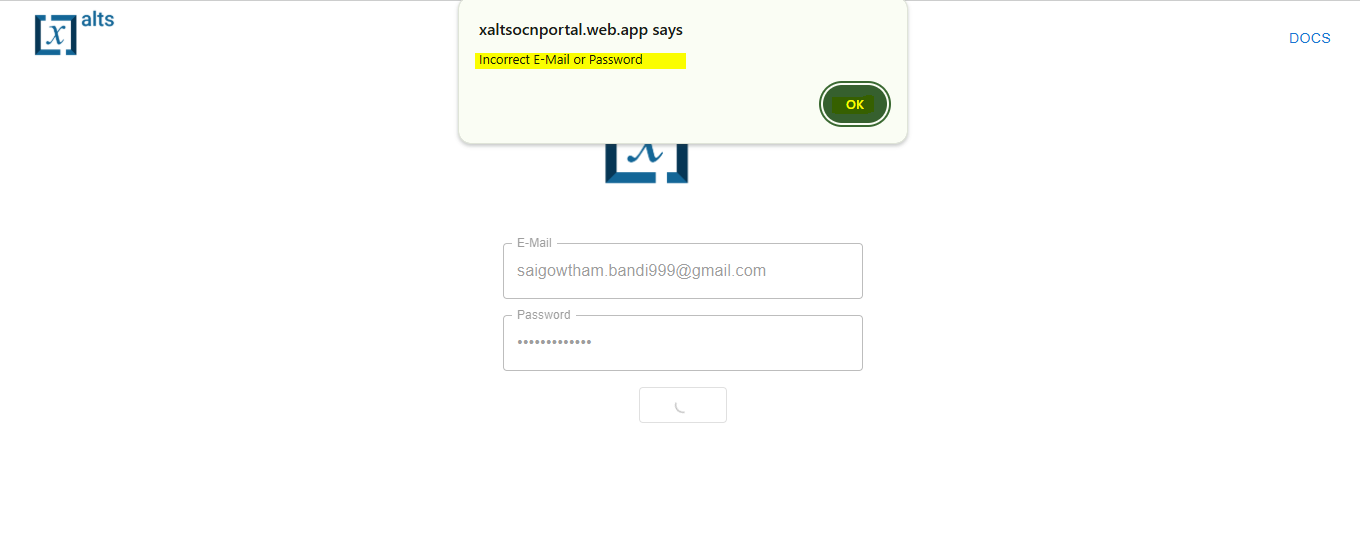 x alts
xaltsocnportal.web.app says
Incorrect E-Mail or Password
OK
DOCS
x
E-Mail
saigowtham.bandi999@gmail.com
Password
•••••••••••••